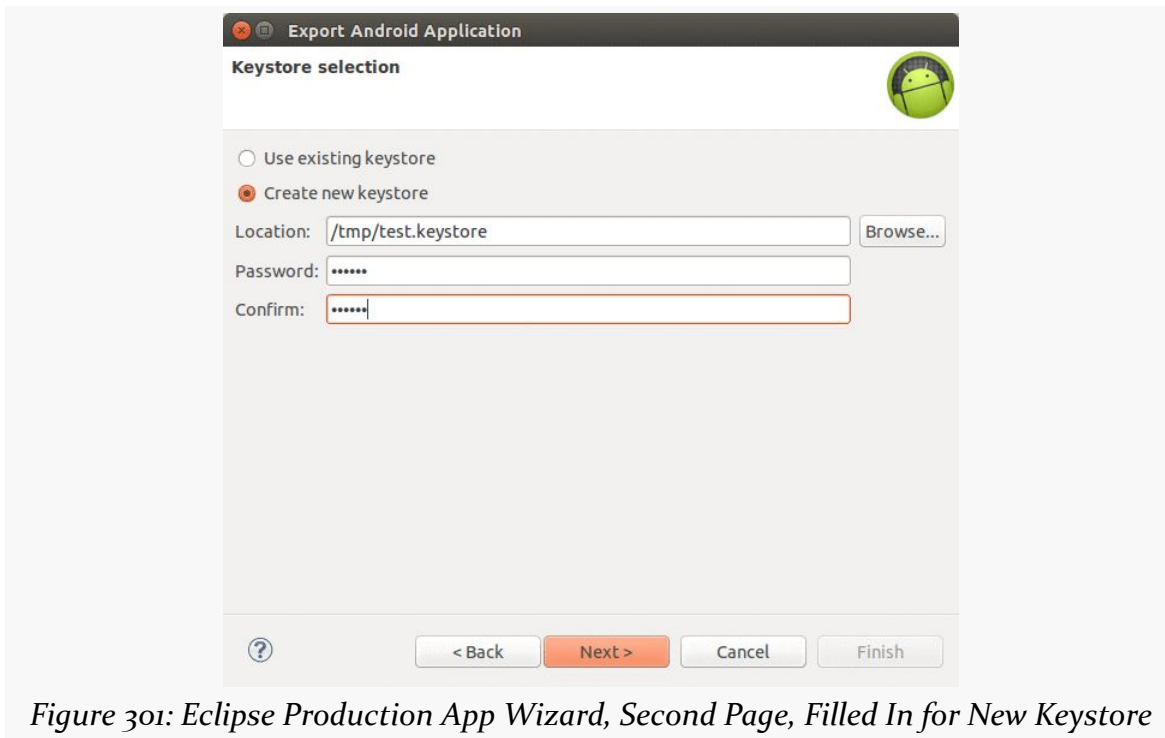 Export Android Application
Keystore selection
Use existing keystore
Create new keystore
Location: /tmp/test.keystore Browse...
Password: ••••••
Confirm: ••••••
? < Back Next > Cancel Finish
Figure 301: Eclipse Production App Wizard, Second Page, Filled In for New Keystore